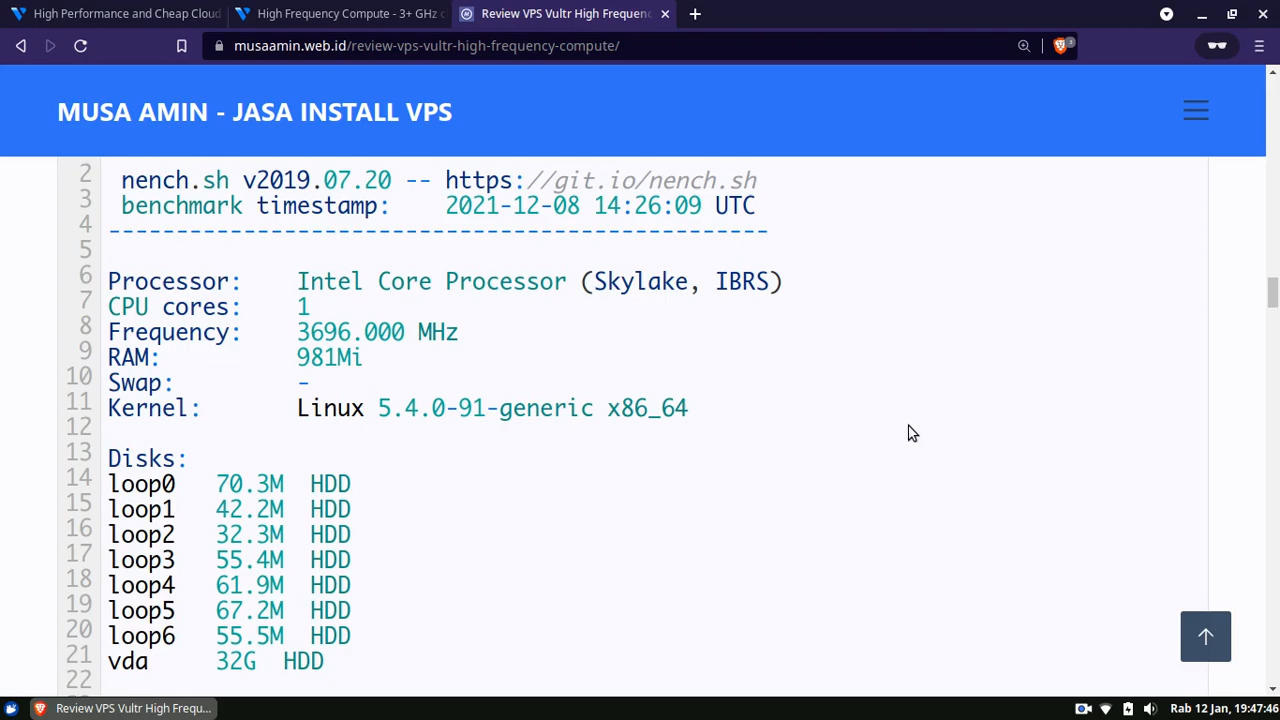 High Performance and Cheap Cloud
High Frequency Compute - 3+ GHz c
Review VPS Vultr High Frequenc
musaamin.web.id/review-vps-vultr-high-frequency-compute/
3
MUSA AMIN - JASA INSTALL VPS
2 nench.sh v2019.07.20 -- https://git.io/nench.sh
3 benchmark timestamp: 2021-12-08 14:26:09 UTC
4 -------------------------------------------------
5
6 Processor: Intel Core Processor (Skylake, IBRS)
7 CPU cores: 1
8 Frequency: 3696.000 MHz
9 RAM: 981Mi
10 Swap: -
11 Kernel: Linux 5.4.0-91-generic x86_64
12
13 Disks:
14 loop0 70.3M HDD
15 loop1 42.2M HDD
16 loop2 32.3M HDD
17 loop3 55.4M HDD
18 loop4 61.9M HDD
19 loop5 67.2M HDD
20 loop6 55.5M HDD
21 vda 32G HDD
22
Review VPS Vultr High Frequ...
Rab 12 Jan, 19:47:46